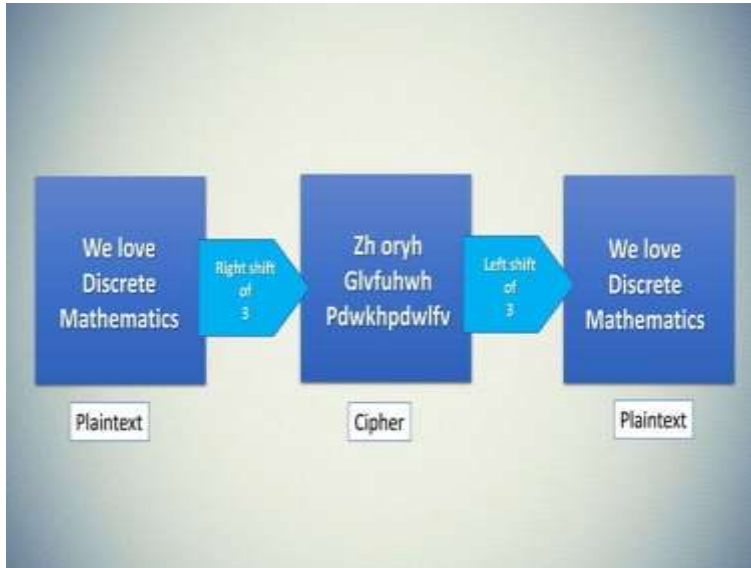 We love
Discrete
Mathematics
Right shift
of
3
Zh oryh
Glvfuhwh
Pdwkhpdwlfv
Left shift
of
3
We love
Discrete
Mathematics
Plaintext
Cipher
Plaintext